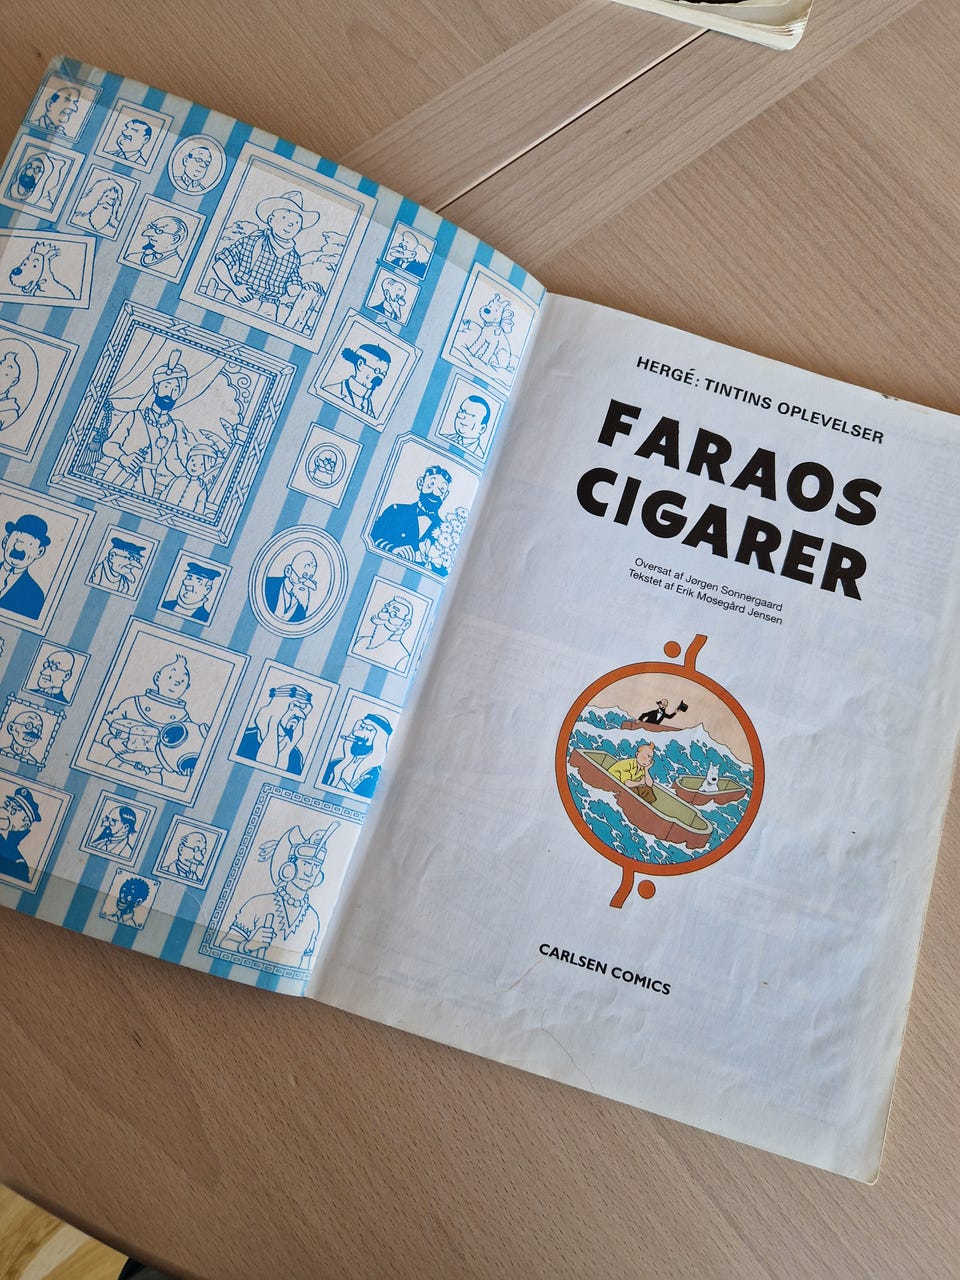 HERGÉ: TINTINS OPLEVELSER
FARAOS
CIGARER
Oversat af Jørgen Sonnergaard
Tekstet af Erik Mosegård Jensen
CARLSEN COMICS